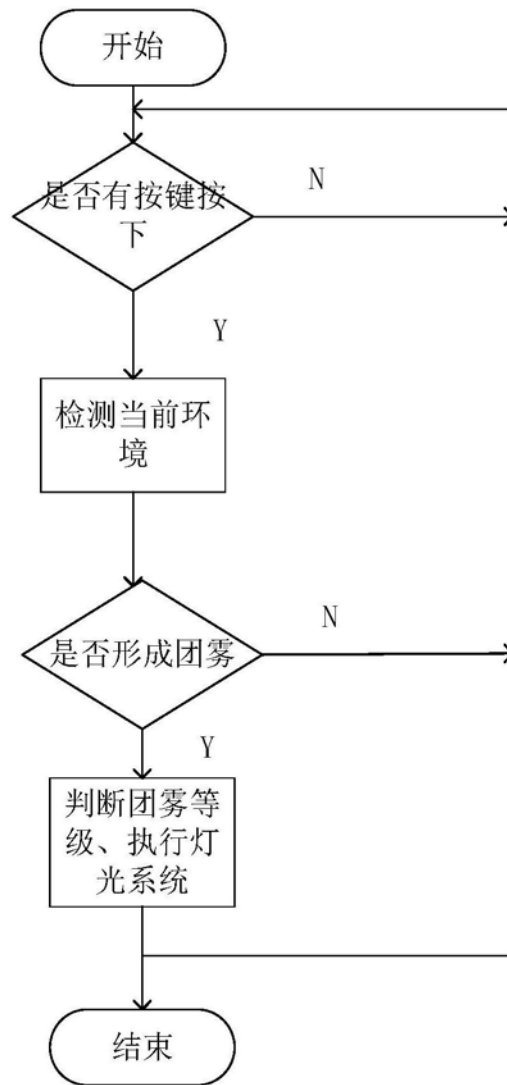 开始
是否有按键按
下
N
Y
检测当前环
境
N
是否形成团雾
Y
判断团雾等
级、执行灯
光系统
结束